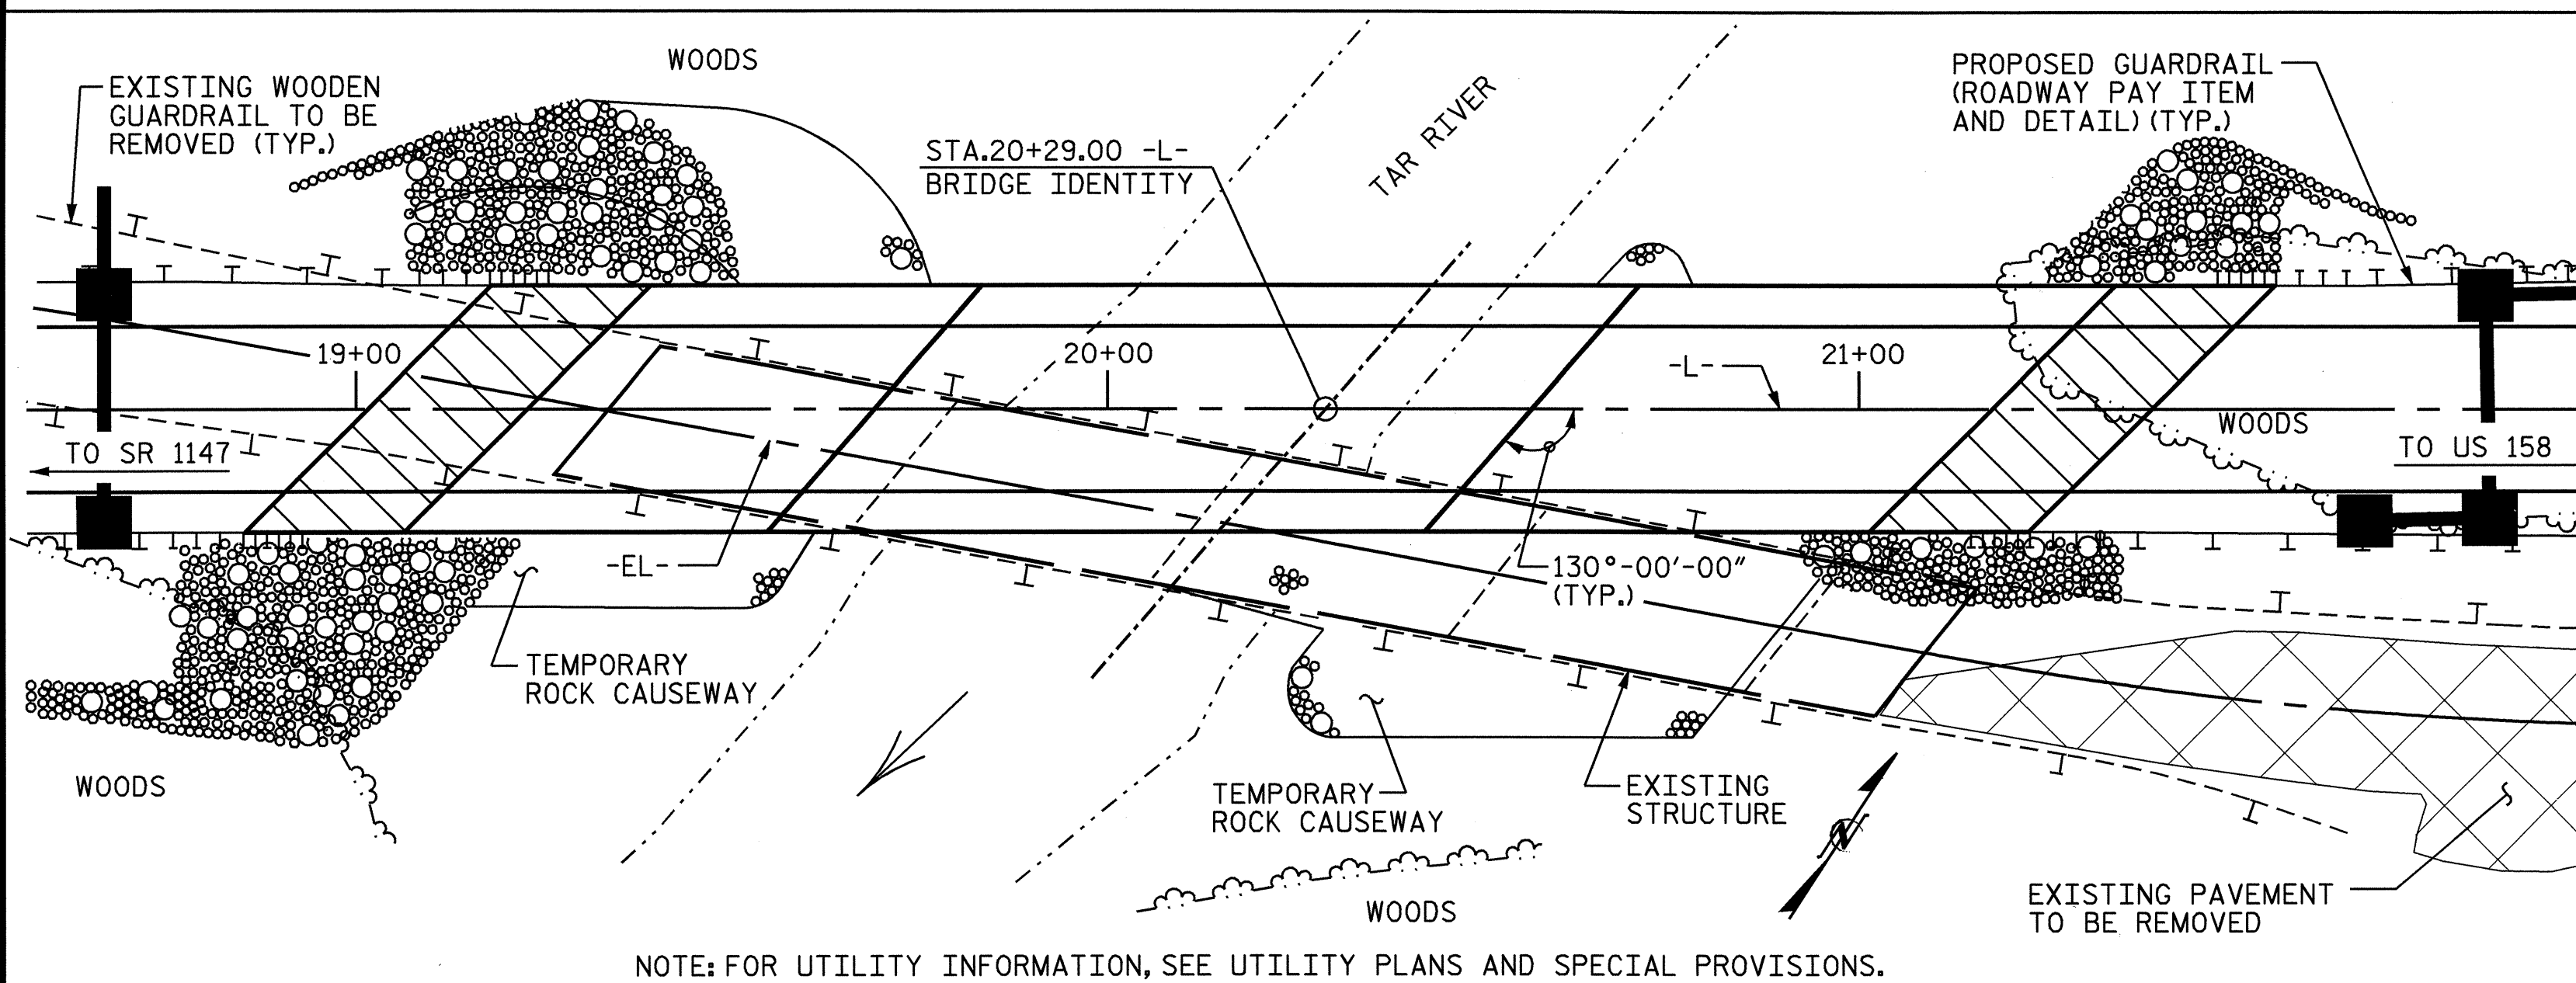 WOODS
EXISTING WOODEN
GUARDRAIL TO BE
REMOVED (TYP.)
PROPOSED GUARDRAIL
(ROADWAY PAY ITEM
AND DETAIL) (TYP.)
TAR RIVER
STA.20+29.00 -L-
BRIDGE IDENTITY
19+00
20+00
21+00
-L-
WOODS
TO SR 1147
TO US 158
-EL-
130°-00'-00"
(TYP.)
TEMPORARY
ROCK CAUSEWAY
WOODS
TEMPORARY
ROCK CAUSEWAY
EXISTING
STRUCTURE
N
EXISTING PAVEMENT
TO BE REMOVED
WOODS
NOTE: FOR UTILITY INFORMATION, SEE UTILITY PLANS AND SPECIAL PROVISIONS.